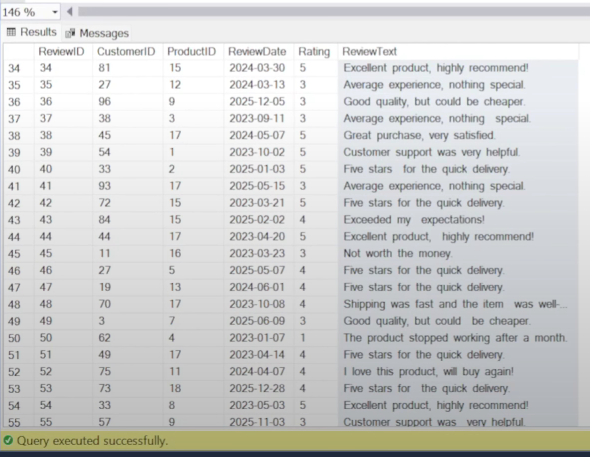 146 %
Results Messages
ReviewID CustomerID ProductID ReviewDate Rating ReviewText
34 34 81 15 2024-03-30 5 Excellent product, highly recommend!
35 35 27 12 2024-03-13 3 Average experience, nothing special.
36 36 96 9 2025-12-05 3 Good quality, but could be cheaper.
37 37 38 3 2023-09-11 3 Average experience, nothing  special.
38 38 45 17 2024-05-07 5 Great purchase, very satisfied.
39 39 54 1 2023-10-02 5 Customer support was very helpful.
40 40 33 2 2025-01-03 5 Five stars  for the quick delivery.
41 41 93 17 2025-05-15 3 Average experience, nothing special.
42 42 72 15 2023-03-21 5 Five stars for the quick delivery.
43 43 84 15 2025-02-02 4 Exceeded my  expectations!
44 44 44 17 2023-04-20 5 Excellent product,  highly recommend!
45 45 11 16 2023-03-23 3 Not worth the money.
46 46 27 5 2025-05-07 4 Five stars for the quick delivery.
47 47 19 13 2024-06-01 4 Five stars for the quick delivery.
48 48 70 17 2023-10-08 4 Shipping was fast and the item  was well-...
49 49 3 7 2025-06-09 3 Good quality, but could  be cheaper.
50 50 62 4 2023-01-07 1 The product stopped working after a month.
51 51 49 17 2023-04-14 4 Five stars for the quick delivery.
52 52 75 11 2024-04-07 4 I love this product, will buy again!
53 53 73 18 2025-12-28 4 Five stars for  the quick delivery.
54 54 33 8 2023-05-03 5 Excellent product, highly recommend!
55 55 57 9 2025-11-03 3 Customer support was  very helpful.
Query executed successfully.